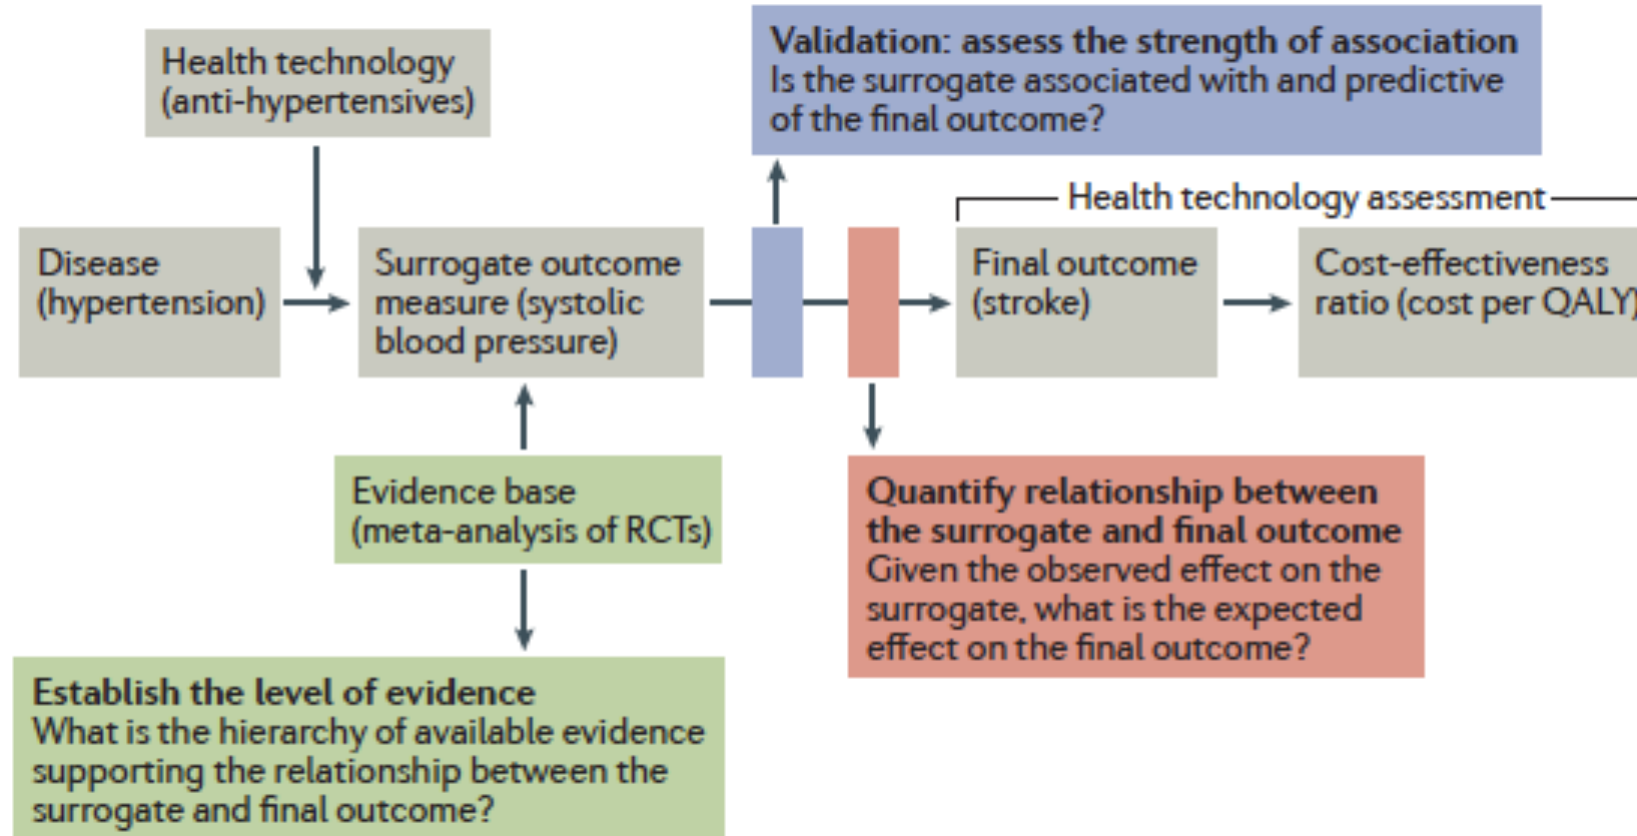 Health technology
(anti-hypertensives)
Validation: assess the strength of association
Is the surrogate associated with and predictive
of the final outcome?
Health technology assessment
Disease
(hypertension)
Surrogate outcome
measure (systolic
blood pressure)
Final outcome
(stroke)
Cost-effectiveness
ratio (cost per QALY)
Evidence base
(meta-analysis of RCTs)
Quantify relationship between
the surrogate and final outcome
Given the observed effect on the
surrogate, what is the expected
effect on the final outcome?
Establish the level of evidence
What is the hierarchy of available evidence
supporting the relationship between the
surrogate and final outcome?